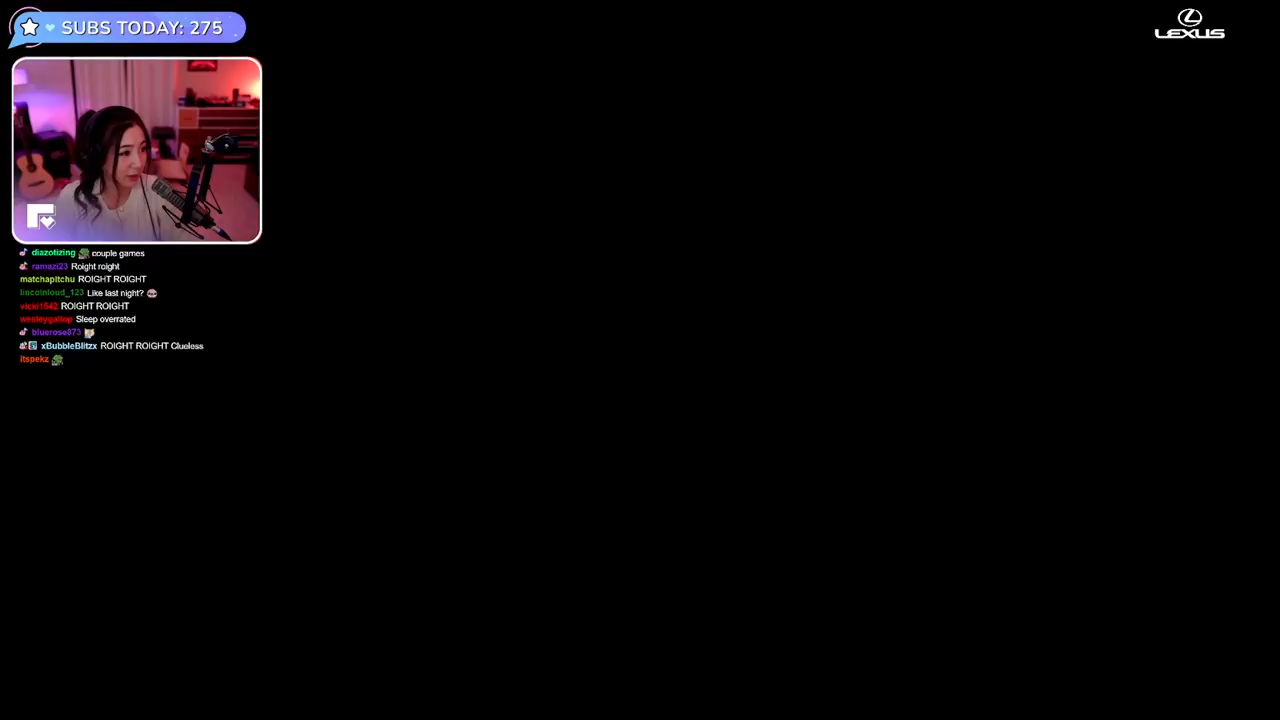 SUBS TODAY: 275
LEXUS
diazotizing couple games
ramazi23 Roight roight
matchapitchu ROIGHT ROIGHT
lincolnloud_123 Like last night?
vicki1542 ROIGHT ROIGHT
wesleygallop Sleep overrated
bluerose873
xBubbleBlitzx ROIGHT ROIGHT Clueless
itspekz